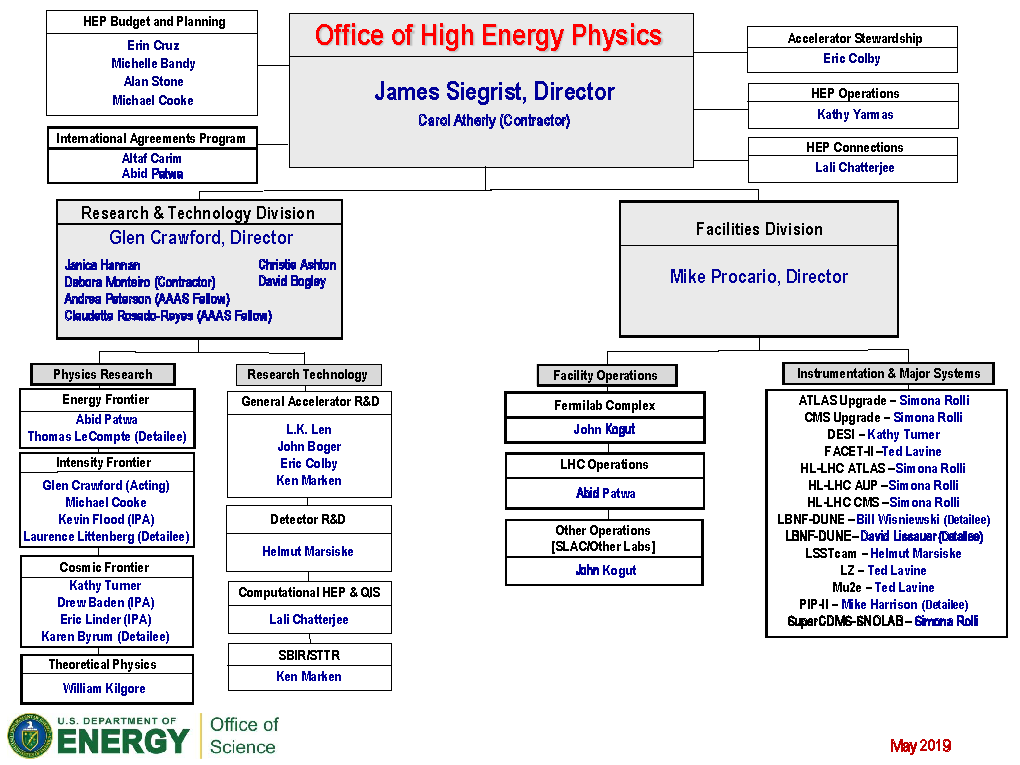 HEP Budget and Planning
Erin Cruz
Michelle Bandy
Alan Stone
Michael Cooke
International Agreements Program
Altaf Carim
Abid Patwa
Office of High Energy Physics
James Siegrist, Director
Carol Atherly (Contractor)
Accelerator Stewardship
Eric Colby
HEP Operations
Kathy Yarmas
HEP Connections
Lali Chatterjee
Research & Technology Division
Glen Crawford, Director
Janice Hannan
Christie Ashton
Debora Monteiro (Contractor)
David Bogley
Andrea Peterson (AAAS Fellow)
Claudette Rosado-Reyes (AAAS Fellow)
Facilities Division
Mike Procario, Director
Physics Research
Energy Frontier
Abid Patwa
Thomas LeCompte (Detailee)
Intensity Frontier
Glen Crawford (Acting)
Michael Cooke
Kevin Flood (IPA)
Laurence Littenberg (Detailee)
Cosmic Frontier
Kathy Turner
Drew Baden (IPA)
Eric Linder (IPA)
Karen Byrum (Detailee)
Theoretical Physics
William Kilgore
Research Technology
General Accelerator R&D
L.K. Len
John Boger
Eric Colby
Ken Marken
Detector R&D
Helmut Marsiske
Computational HEP & QIS
Lali Chatterjee
SBIR/STTR
Ken Marken
Facility Operations
Fermilab Complex
John Kogut
LHC Operations
Abid Patwa
Other Operations
[SLAC/Other Labs]
John Kogut
Instrumentation & Major Systems
ATLAS Upgrade – Simona Rolli
CMS Upgrade – Simona Rolli
DESI – Kathy Turner
FACET-II –Ted Lavine
HL-LHC ATLAS –Simona Rolli
HL-LHC AUP –Simona Rolli
HL-LHC CMS –Simona Rolli
LBNF-DUNE –Bill Wisniewski (Detailee)
LBNF-DUNE–David Lissauer(Detailee)
LSSTcam – Helmut Marsiske
LZ – Ted Lavine
Mu2e – Ted Lavine
PIP-II – Mike Harrison (Detailee)
SuperCDMS-SNOLAB – Simona Rolli
U.S. DEPARTMENT OF
ENERGY
Office of
Science
May 2019